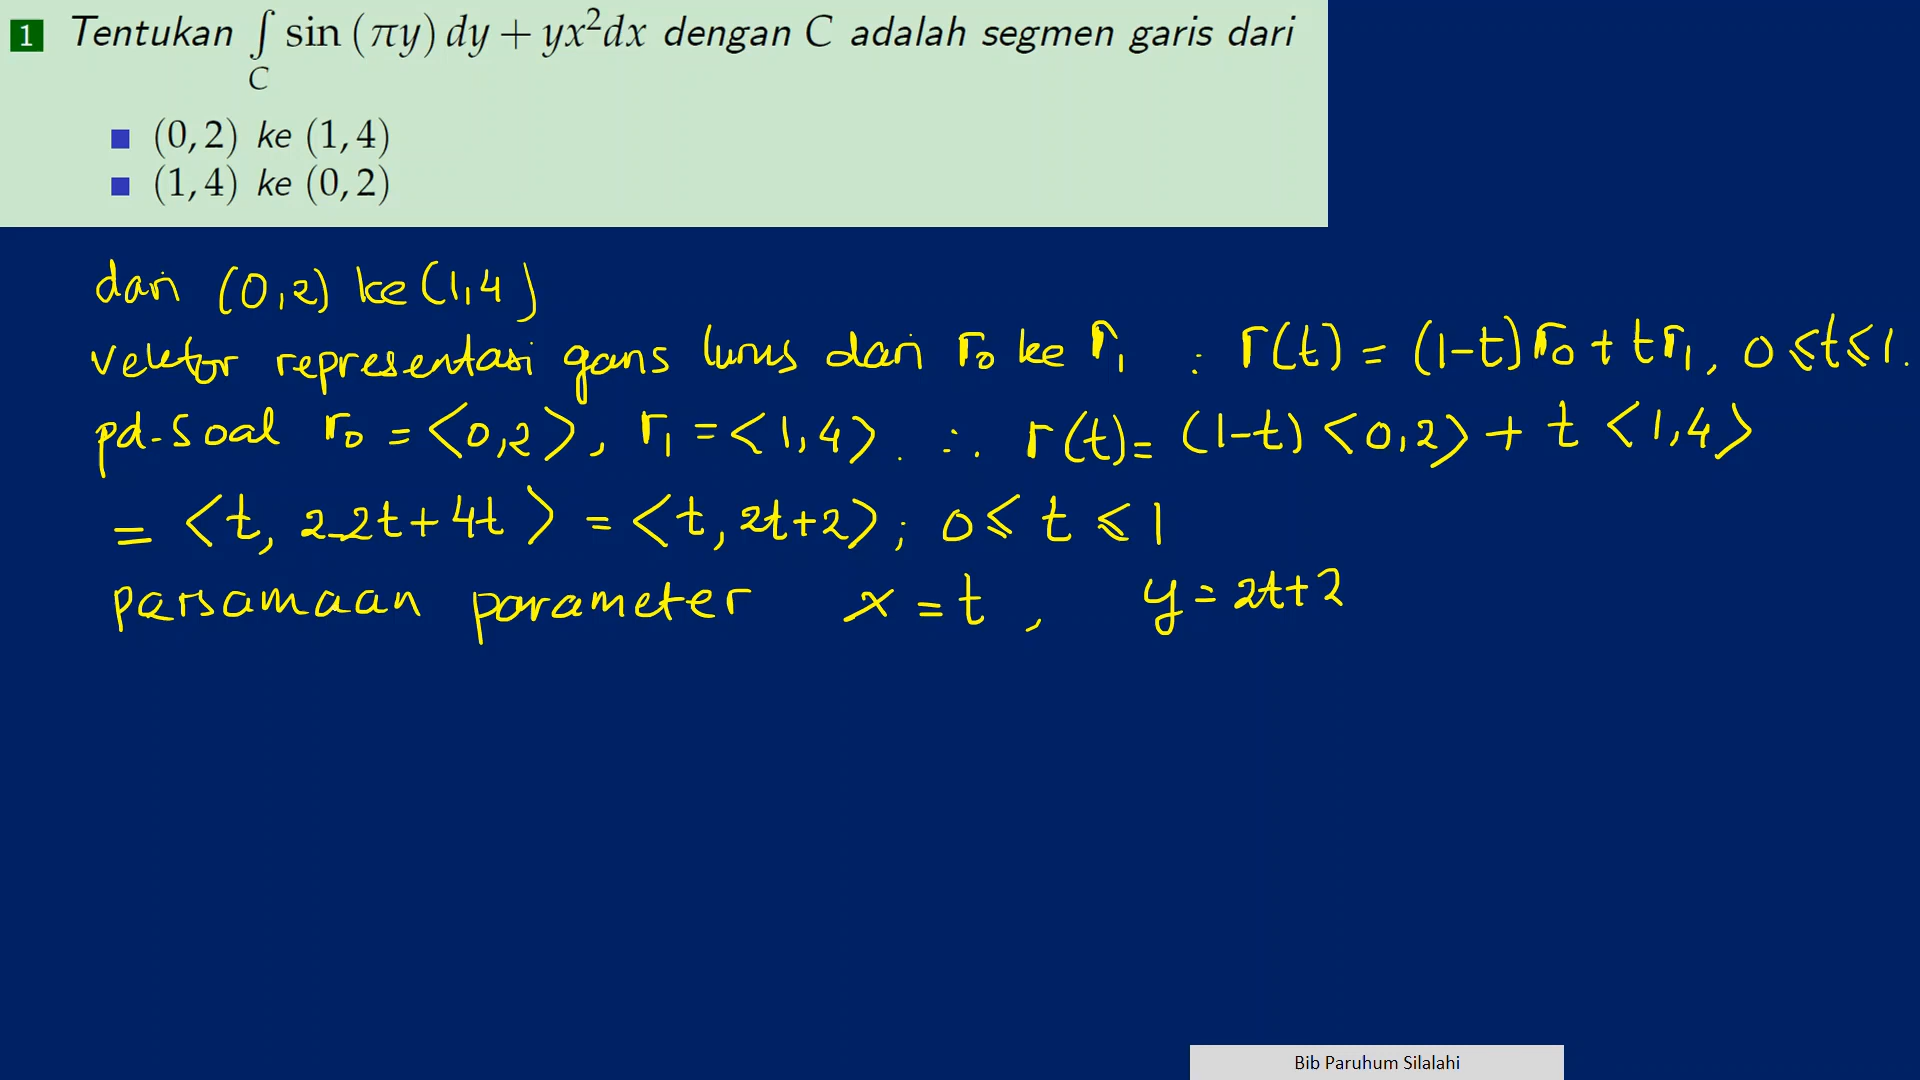 1 Tentukan ∫ sin (πy) dy + yx²dx dengan C adalah segmen garis dari
C
(0, 2) ke (1, 4)
(1, 4) ke (0, 2)
dari (0,2) ke (1,4)
vektor representasi garis lurus dari r₀ ke r₁ : r(t) = (1-t)r₀ + t r₁, 0 ≤ t ≤ 1.
pd-soal r₀ = <0,2>, r₁ = <1,4>. ∴ r(t) = (1-t) <0,2> + t <1,4>
= <t, 2-2t+4t> = <t, 2t+2>; 0 ≤ t ≤ 1
parsamaan parameter x = t, y = 2t+2
Bib Paruhum Silalahi